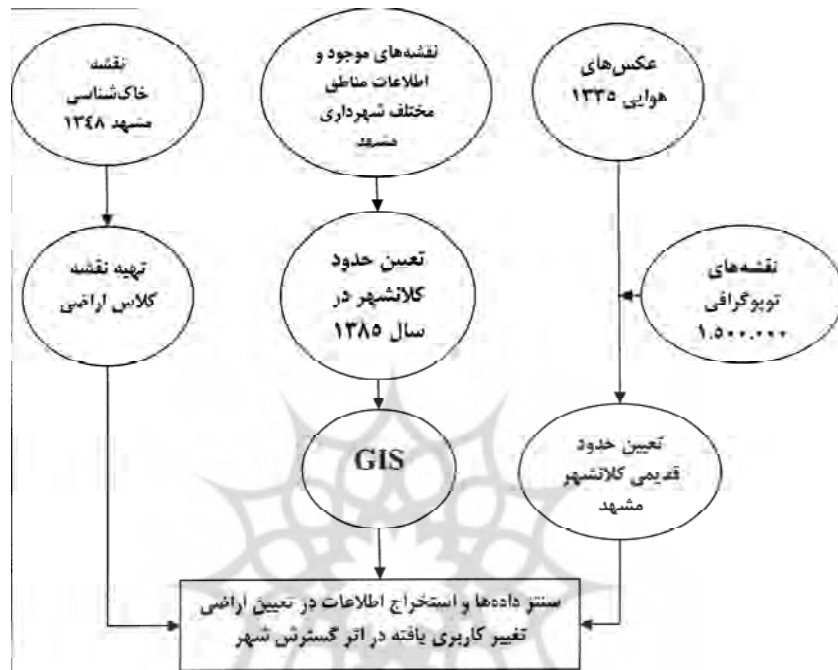 عکس‌های
هوایی ۱۳۳۵
نقشه‌های موجود و
اطلاعات مناطق
مختلف شهرداری
مشهد
نقشه
خاک‌شناسی
مشهد ۱۳٤۸
نقشه‌های
توپوگرافی
۱.۵۰۰.۰۰۰
تعیین حدود
کلانشهر در
سال ۱۳۸۵
تهیه نقشه
کلاس اراضی
تعیین حدود
قدیمی کلانشهر
مشهد
GIS
سنتز داده‌ها و استخراج اطلاعات در تعیین اراضی
تغییر کاربری یافته در اثر گسترش شهر